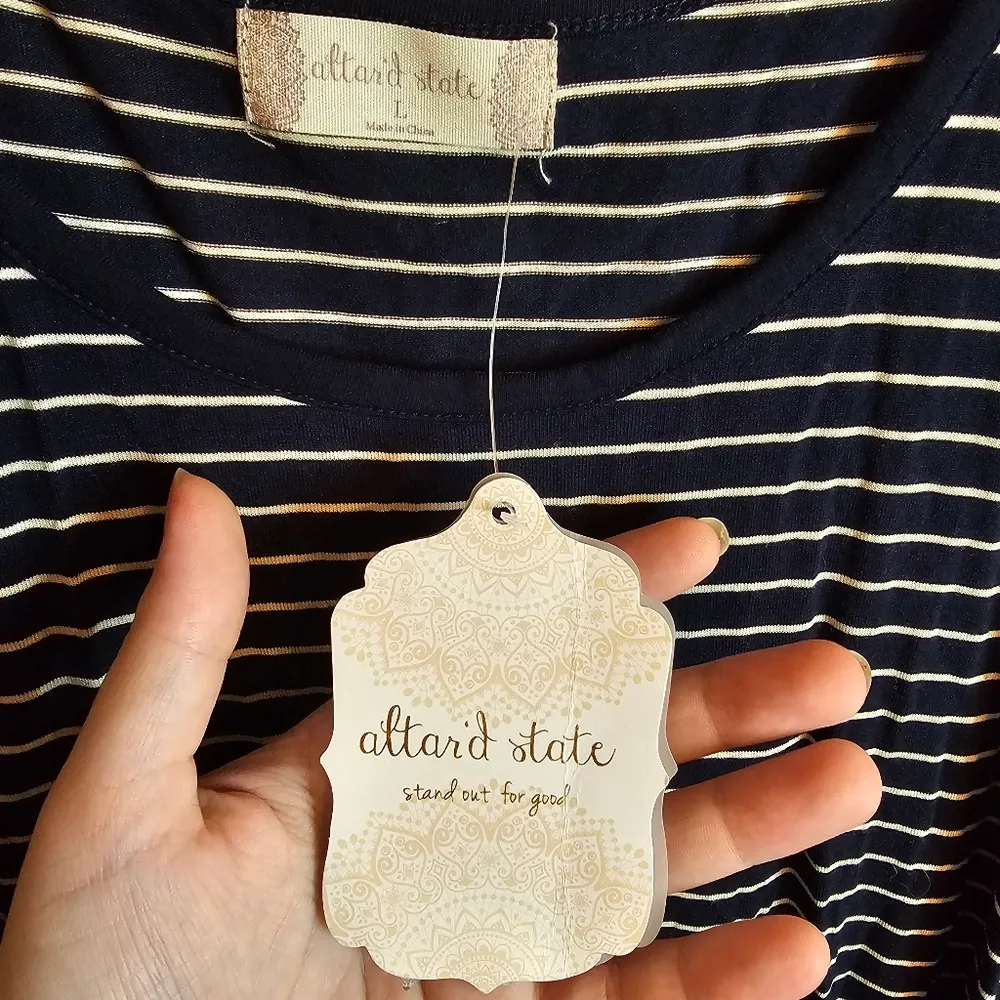 altar'd state
L
Made in China
altar'd state
stand out for good